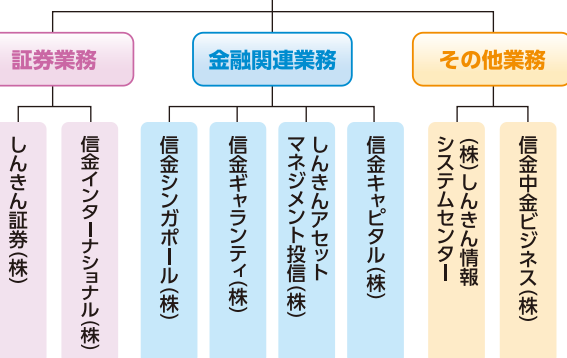 証券業務
金融関連業務
その他業務
しんきん証券(株)
信金インターナショナル(株)
信金シンガポール(株)
信金ギャランティ(株)
しんきんアセット
マネジメント投信(株)
信金キャピタル(株)
(株)しんきん情報
システムセンター
信金中金ビジネス(株)